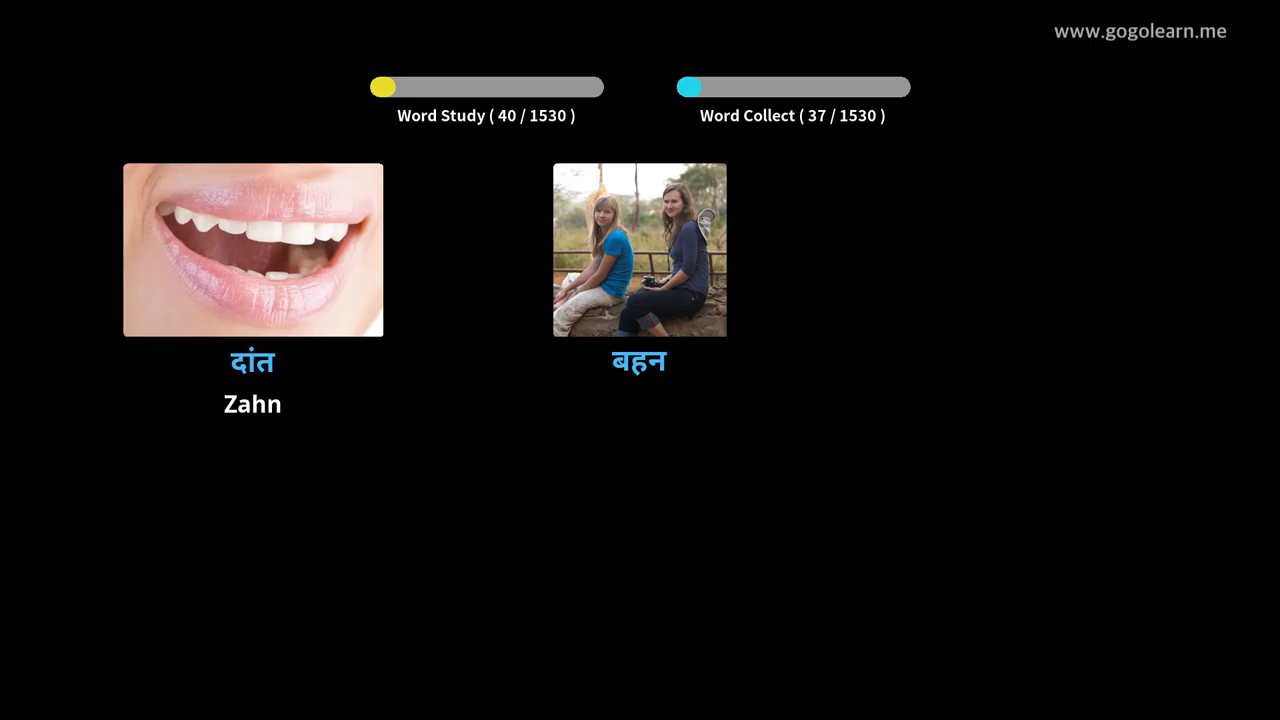 www.gogolearn.me
Word Study ( 40 / 1530 )
Word Collect ( 37 / 1530 )
दांत
Zahn
बहन